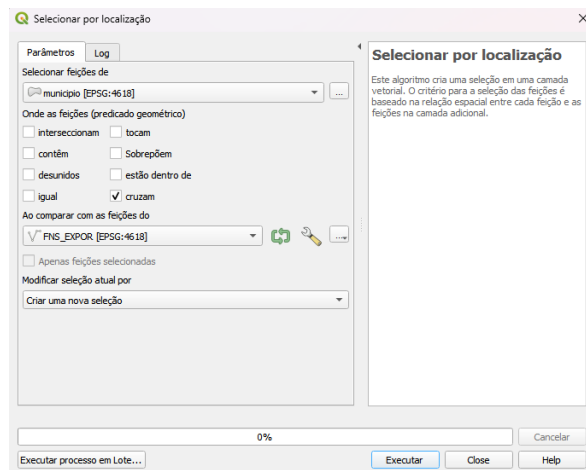 Selecionar por localização
Parâmetros
Log
Selecionar feições de
municipio [EPSG:4618]
...
Onde as feições (predicado geométrico)
interseccionam
tocam
contêm
Sobrepõem
desunidos
estão dentro de
igual
cruzam
Ao comparar com as feições do
FNS_EXPOR [EPSG:4618]
...
Apenas feições selecionadas
Modificar seleção atual por
Criar uma nova seleção
Selecionar por localização
Este algoritmo cria uma seleção em uma camada
vetorial. O critério para a seleção das feições é
baseado na relação espacial entre cada feição e as
feições na camada adicional.
0%
Cancelar
Executar processo em Lote...
Executar
Close
Help